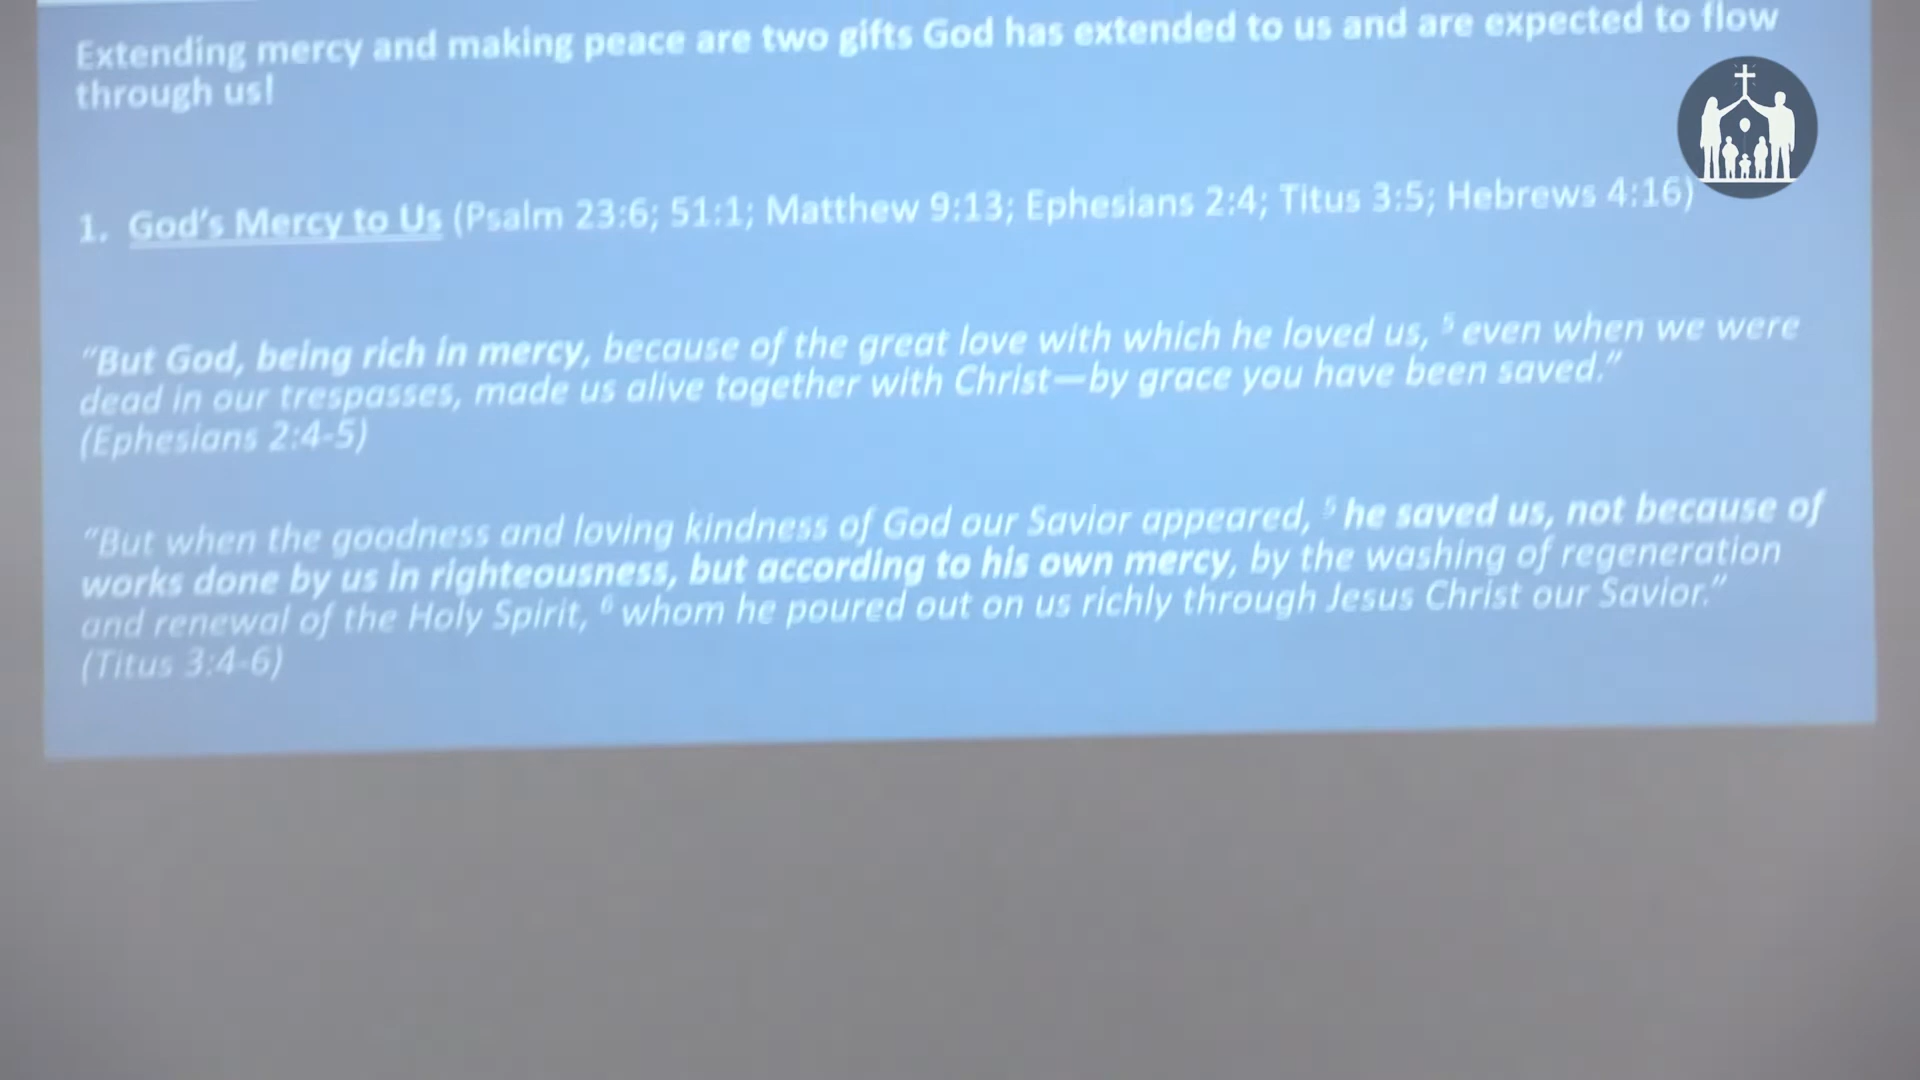 Extending mercy and making peace are two gifts God has extended to us and are expected to flow
through us!
1. God's Mercy to Us (Psalm 23:6; 51:1; Matthew 9:13; Ephesians 2:4; Titus 3:5; Hebrews 4:16)
"But God, being rich in mercy, because of the great love with which he loved us, 5 even when we were
dead in our trespasses, made us alive together with Christ—by grace you have been saved."
(Ephesians 2:4-5)
"But when the goodness and loving kindness of God our Savior appeared, 5 he saved us, not because of
works done by us in righteousness, but according to his own mercy, by the washing of regeneration
and renewal of the Holy Spirit, 6 whom he poured out on us richly through Jesus Christ our Savior."
(Titus 3:4-6)